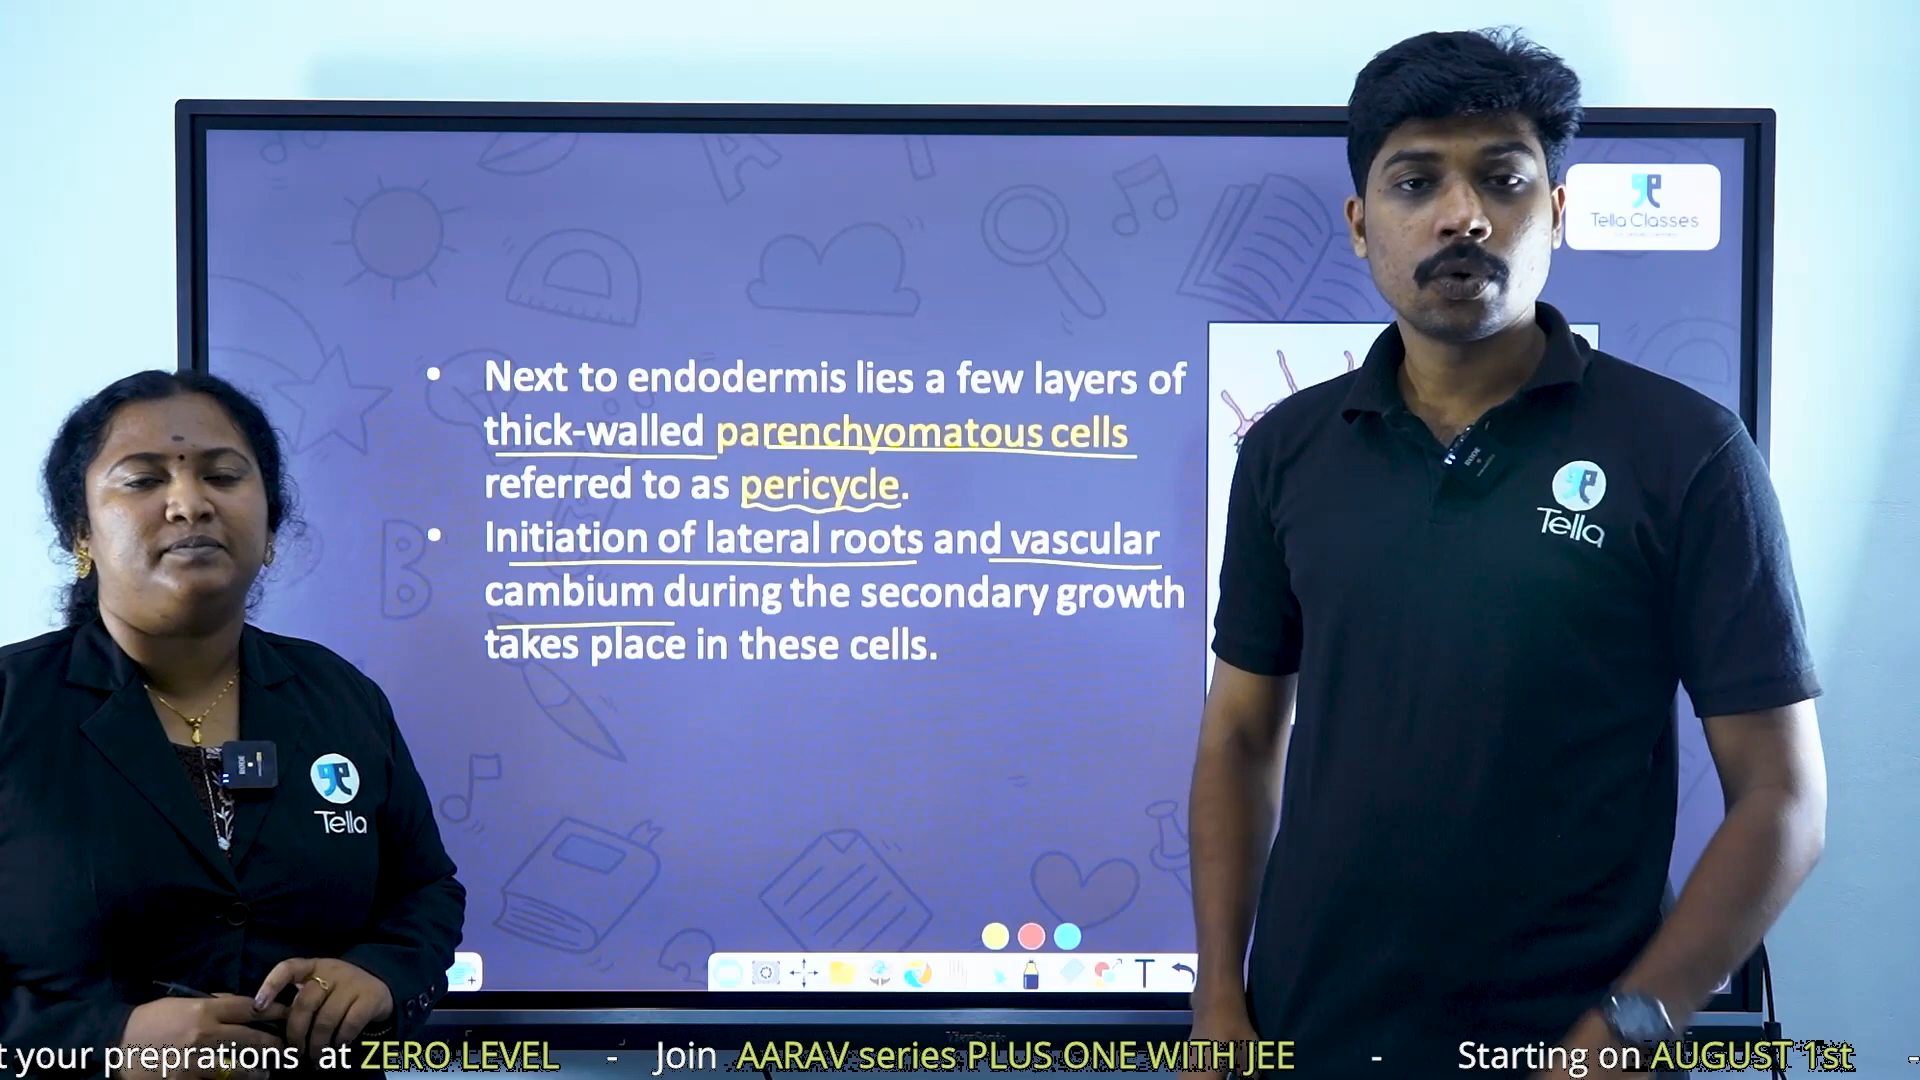 Tella Classes
• Next to endodermis lies a few layers of
thick-walled parenchyomatous cells
referred to as pericycle.
• Initiation of lateral roots and vascular
cambium during the secondary growth
takes place in these cells.
Tella
Tella
T
t your preprations at ZERO LEVEL - Join AARAV series PLUS ONE WITH JEE - Starting on AUGUST 1st -